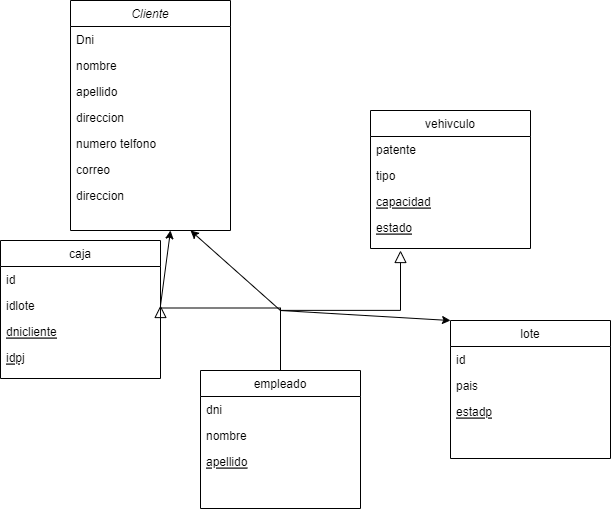 Cliente
Dni
nombre
apellido
direccion
numero telfono
correo
direccion
vehivculo
patente
tipo
capacidad
estado
caja
id
idlote
dnicliente
idpj
lote
id
pais
estadp
empleado
dni
nombre
apellido